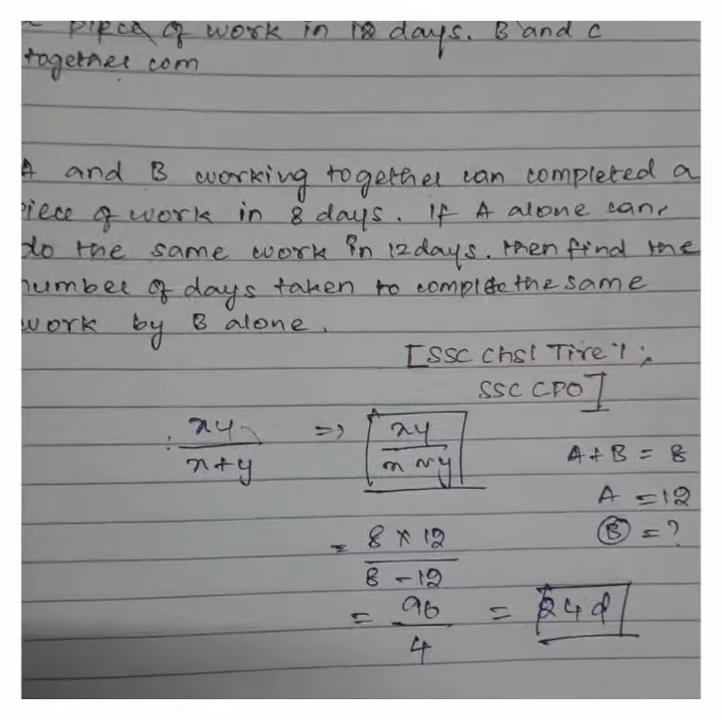 a piece of work in 12 days. B and C
together com
A and B working together can completed a
piece of work in 8 days. If A alone can
do the same work in 12 days. then find the
number of days taken to complete the same
work by B alone.
[SSC Chsl Tire 1;
SSC CPO]
xy / x+y => xy / x~y
A+B = 8
A = 12
B = ?
= 8 × 12 / 8 - 12
= 96 / 4 = 24 d